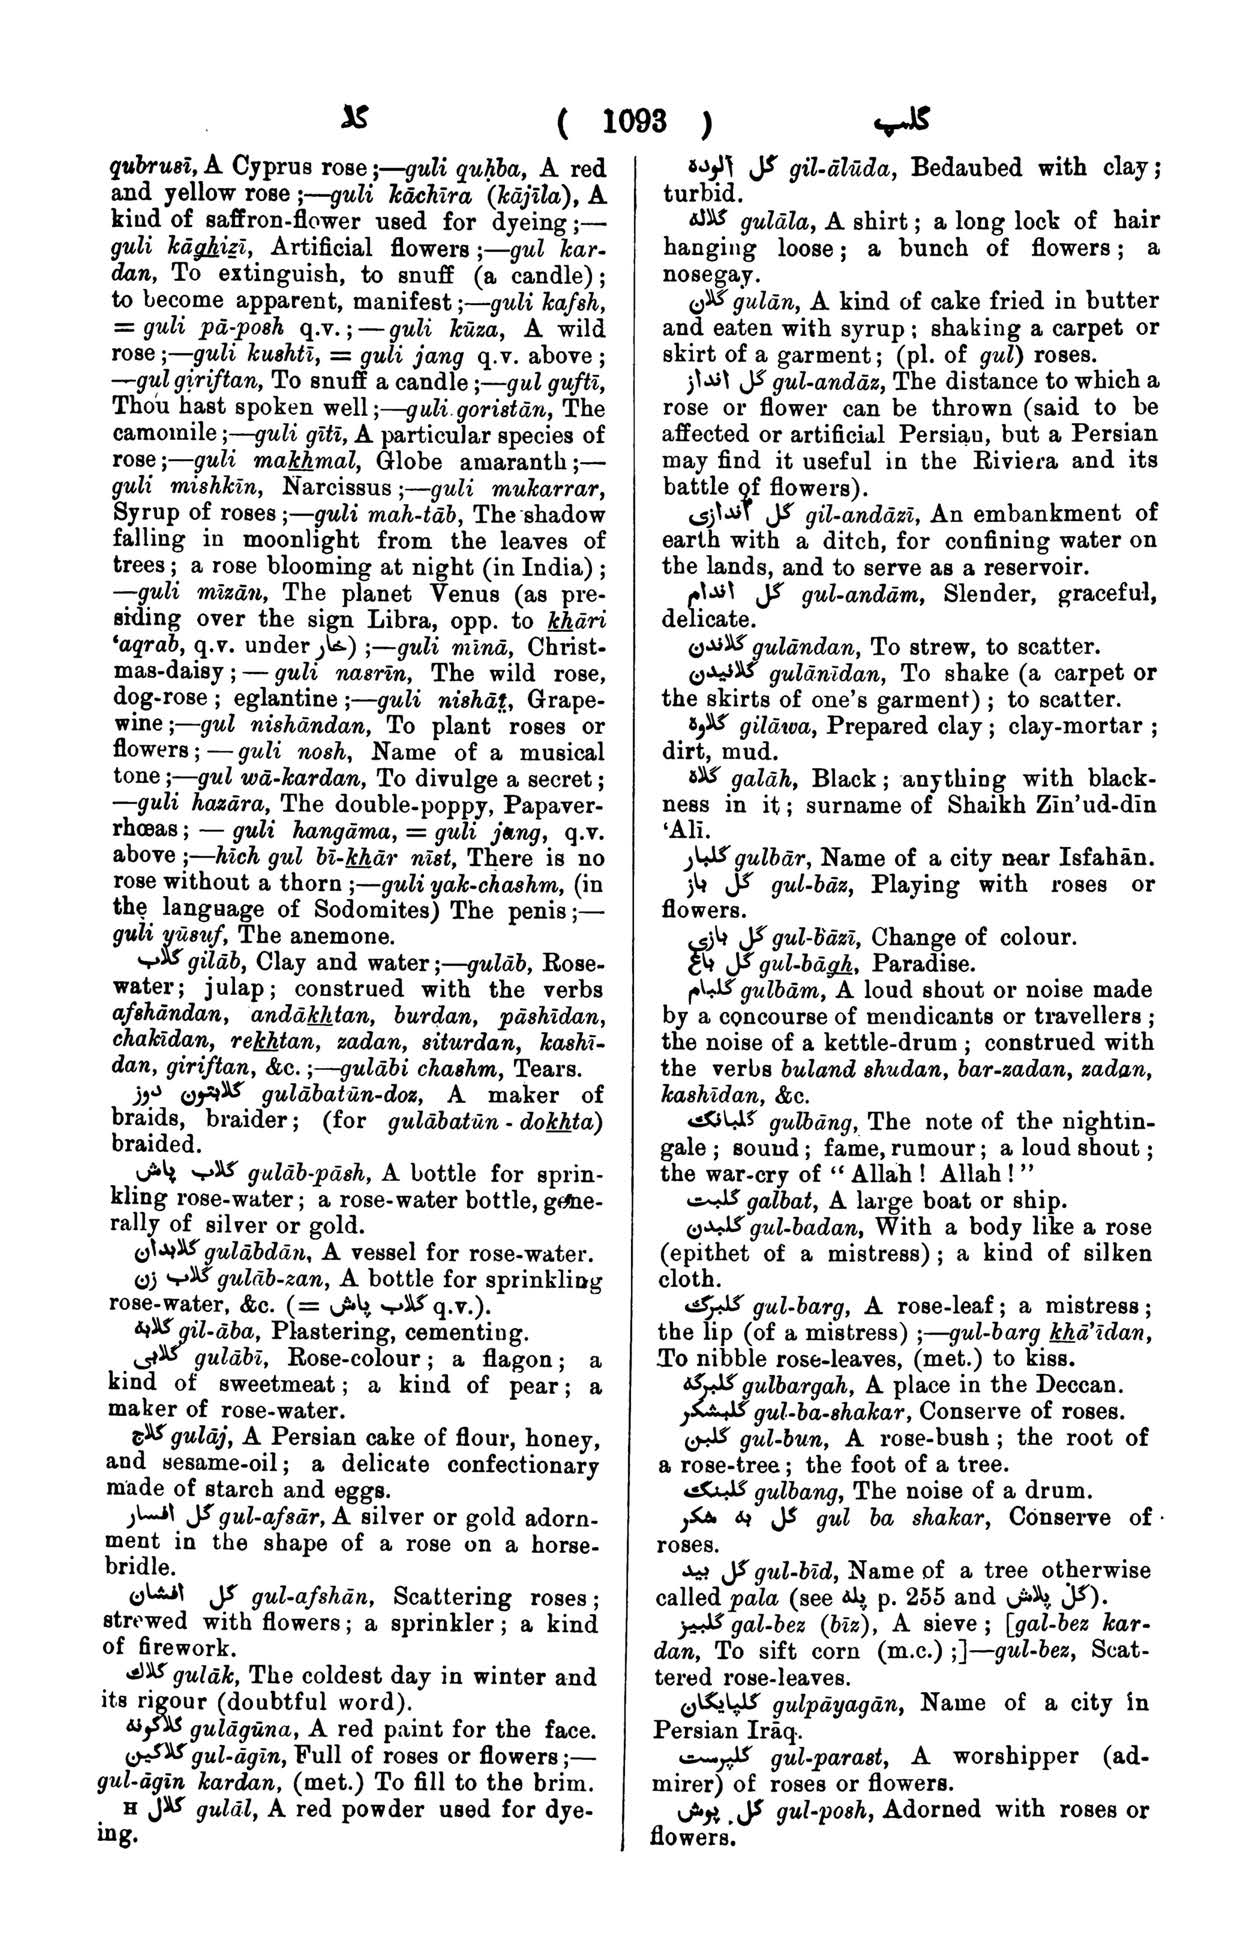 کلا ( 1093 ) گلپ
qubrusī, A Cyprus rose;—guli quḥba, A red
and yellow rose;—guli kāchīra (kājīla), A
kind of saffron-flower used for dyeing;—
guli kāghiẕī, Artificial flowers;—gul kar-
dan, To extinguish, to snuff (a candle);
to become apparent, manifest;—guli kafsh,
= guli pā-posh q.v.;—guli kūza, A wild
rose;—guli kushtī, = guli jang q.v. above;
—gul giriftan, To snuff a candle;—gul guftī,
Thou hast spoken well;—guli goristān, The
camomile;—guli gītī, A particular species of
rose;—guli makhmal, Globe amaranth;—
guli mishkīn, Narcissus;—guli mukarrar,
Syrup of roses;—guli mah-tāb, The shadow
falling in moonlight from the leaves of
trees; a rose blooming at night (in India);
—guli mīzān, The planet Venus (as pre-
siding over the sign Libra, opp. to khāri
‘aqrab, q.v. under خار);—guli mīnā, Christ-
mas-daisy;—guli nasrīn, The wild rose,
dog-rose; eglantine;—guli nishāt̤, Grape-
wine;—gul nishāndan, To plant roses or
flowers;—guli nosh, Name of a musical
tone;—gul wā-kardan, To divulge a secret;
—guli hazāra, The double-poppy, Papaver-
rhœas;—guli hangāma, = guli jang, q.v.
above;—hīch gul bī-khār nīst, There is no
rose without a thorn;—guli yak-chashm, (in
the language of Sodomites) The penis;—
guli yūsuf, The anemone.
گلاب gilāb, Clay and water;—gulāb, Rose-
water; julap; construed with the verbs
afshāndan, andākhtan, burdan, pāshīdan,
chakīdan, rekhtan, zadan, siturdan, kashī-
dan, giriftan, &c.;—gulābi chashm, Tears.
گلابتون دوز gulābatūn-doz, A maker of
braids, braider; (for gulābatūn-dokhta)
braided.
گلاب پاش gulāb-pāsh, A bottle for sprin-
kling rose-water; a rose-water bottle, gene-
rally of silver or gold.
گلابدان gulābdān, A vessel for rose-water.
گلاب زن gulāb-zan, A bottle for sprinkling
rose-water, &c. (= گلاب پاش q.v.).
گلابه gil-āba, Plastering, cementing.
گلابی gulābī, Rose-colour; a flagon; a
kind of sweetmeat; a kind of pear; a
maker of rose-water.
گلاج gulāj, A Persian cake of flour, honey,
and sesame-oil; a delicate confectionary
made of starch and eggs.
گل افسار gul-afsār, A silver or gold adorn-
ment in the shape of a rose on a horse-
bridle.
گل افشان gul-afshān, Scattering roses;
strewed with flowers; a sprinkler; a kind
of firework.
گلاك gulāk, The coldest day in winter and
its rigour (doubtful word).
گلاگونه gulāgūna, A red paint for the face.
گلاگین gul-āgīn, Full of roses or flowers;—
gul-āgīn kardan, (met.) To fill to the brim.
H گلال gulāl, A red powder used for dye-
ing.
گل آلوده gil-ālūda, Bedaubed with clay;
turbid.
گلاله gulāla, A shirt; a long lock of hair
hanging loose; a bunch of flowers; a
nosegay.
گلان gulān, A kind of cake fried in butter
and eaten with syrup; shaking a carpet or
skirt of a garment; (pl. of gul) roses.
گل انداز gul-andāz, The distance to which a
rose or flower can be thrown (said to be
affected or artificial Persian, but a Persian
may find it useful in the Riviera and its
battle of flowers).
گل اندازی gil-andāzī, An embankment of
earth with a ditch, for confining water on
the lands, and to serve as a reservoir.
گل اندام gul-andām, Slender, graceful,
delicate.
گلاندن gulāndan, To strew, to scatter.
گلانیدن gulānīdan, To shake (a carpet or
the skirts of one's garment); to scatter.
گلاوه gilāwa, Prepared clay; clay-mortar;
dirt, mud.
گلاه galāh, Black; anything with black-
ness in it; surname of Shaikh Zīn'ud-dīn
‘Alī.
گلبار gulbār, Name of a city near Isfahān.
گل باز gul-bāz, Playing with roses or
flowers.
گل بازی gul-bāzī, Change of colour.
گل باغ gul-bāgh, Paradise.
گلبام gulbām, A loud shout or noise made
by a concourse of mendicants or travellers;
the noise of a kettle-drum; construed with
the verbs buland shudan, bar-zadan, zadan,
kashīdan, &c.
گلبانگ gulbāng, The note of the nightin-
gale; sound; fame, rumour; a loud shout;
the war-cry of "Allah! Allah!"
گلبت galbat, A large boat or ship.
گلبدن gul-badan, With a body like a rose
(epithet of a mistress); a kind of silken
cloth.
گلبرگ gul-barg, A rose-leaf; a mistress;
the lip (of a mistress);—gul-barg khā'īdan,
To nibble rose-leaves, (met.) to kiss.
گلبرگه gulbargah, A place in the Deccan.
گلبشکر gul-ba-shakar, Conserve of roses.
گلبن gul-bun, A rose-bush; the root of
a rose-tree; the foot of a tree.
گلبنگ gulbang, The noise of a drum.
گل به شکر gul ba shakar, Conserve of
roses.
گل بید gul-bīd, Name of a tree otherwise
called pala (see پله p. 255 and گل پلاش).
گلبیز gal-bez (bīz), A sieve; [gal-bez kar-
dan, To sift corn (m.c.);]—gul-bez, Scat-
tered rose-leaves.
گلپایگان gulpāyagān, Name of a city in
Persian Irāq.
گلپرست gul-parast, A worshipper (ad-
mirer) of roses or flowers.
گل پوش gul-posh, Adorned with roses or
flowers.